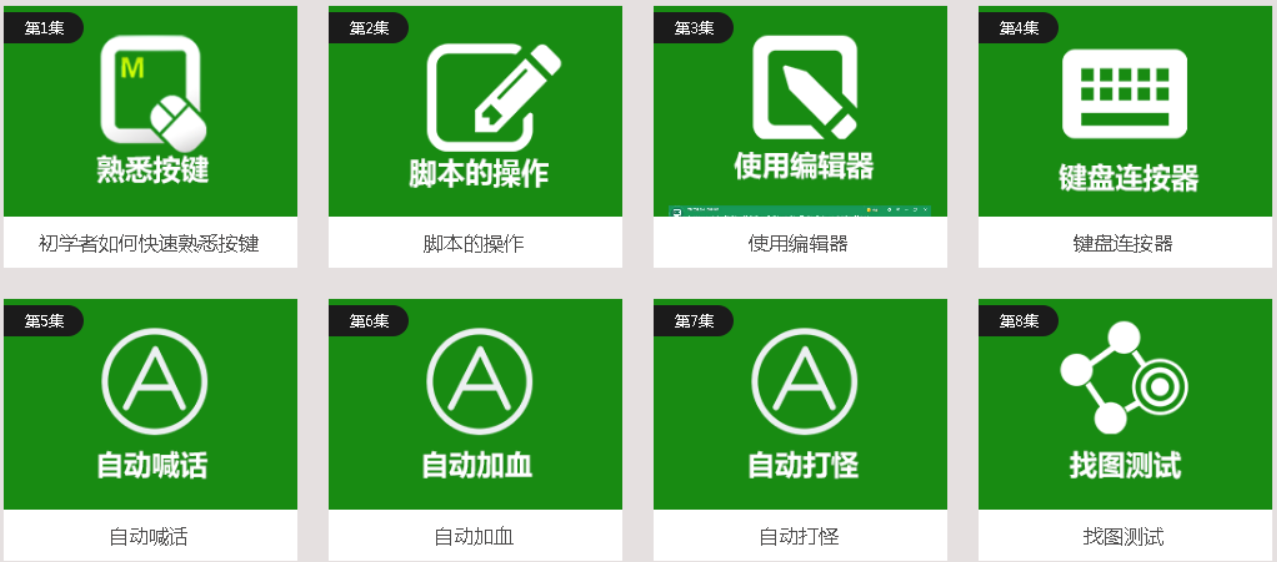 第1集
M
熟悉按键
初学者如何快速熟悉按键
第2集
脚本的操作
脚本的操作
第3集
使用编辑器
使用编辑器
第4集
键盘连按器
键盘连按器
第5集
自动喊话
自动喊话
第6集
自动加血
自动加血
第7集
自动打怪
自动打怪
第8集
找图测试
找图测试